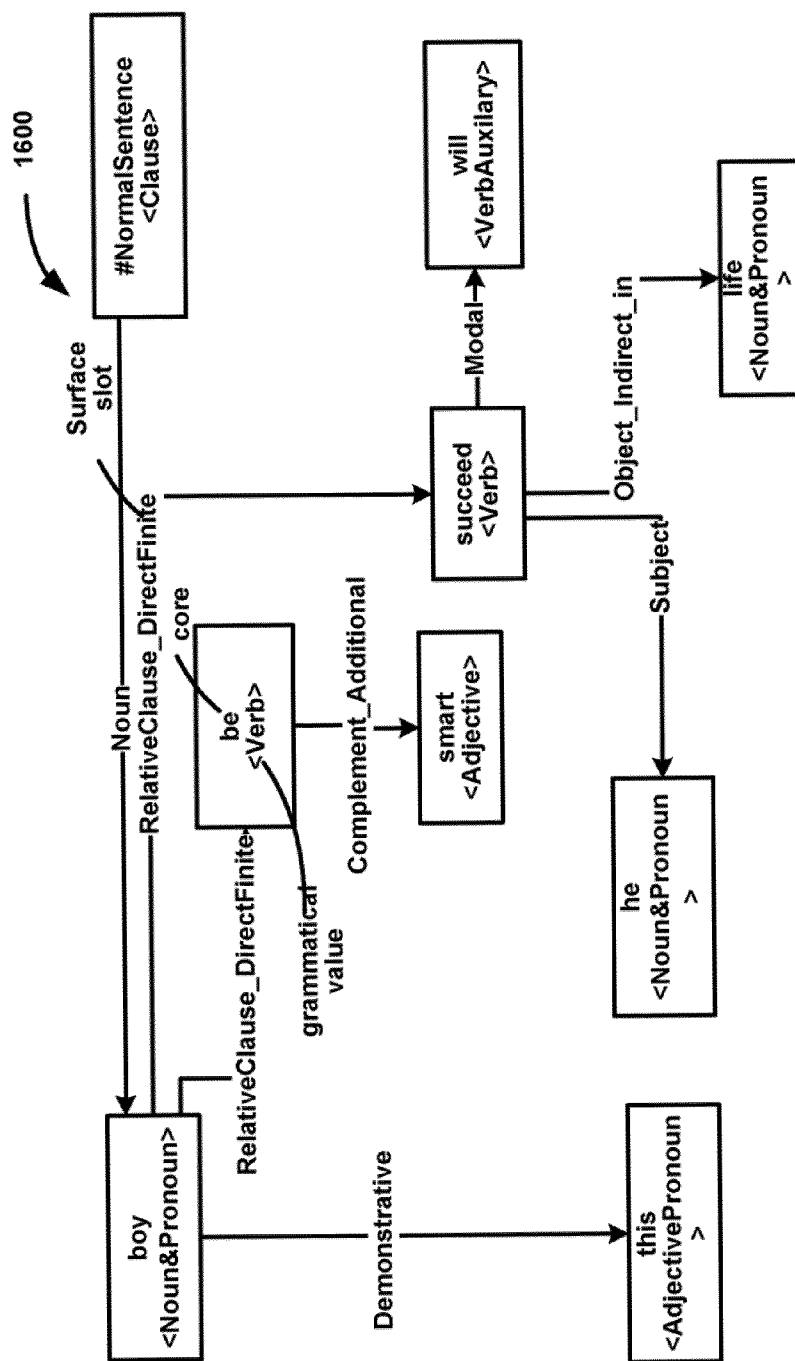 1600
#NormalSentence
<Clause>
Surface
slot
Noun
RelativeClause_DirectFinite
core
boy
<Noun&Pronoun>
be
<Verb>
RelativeClause_DirectFinite
grammatical
value
Complement_Additional
smart
<Adjective>
succeed
<Verb>
Modal
will
<VerbAuxilary>
Demonstrative
this
<AdjectivePronoun
>
Subject
he
<Noun&Pronoun
>
Object_Indirect_in
life
<Noun&Pronoun
>